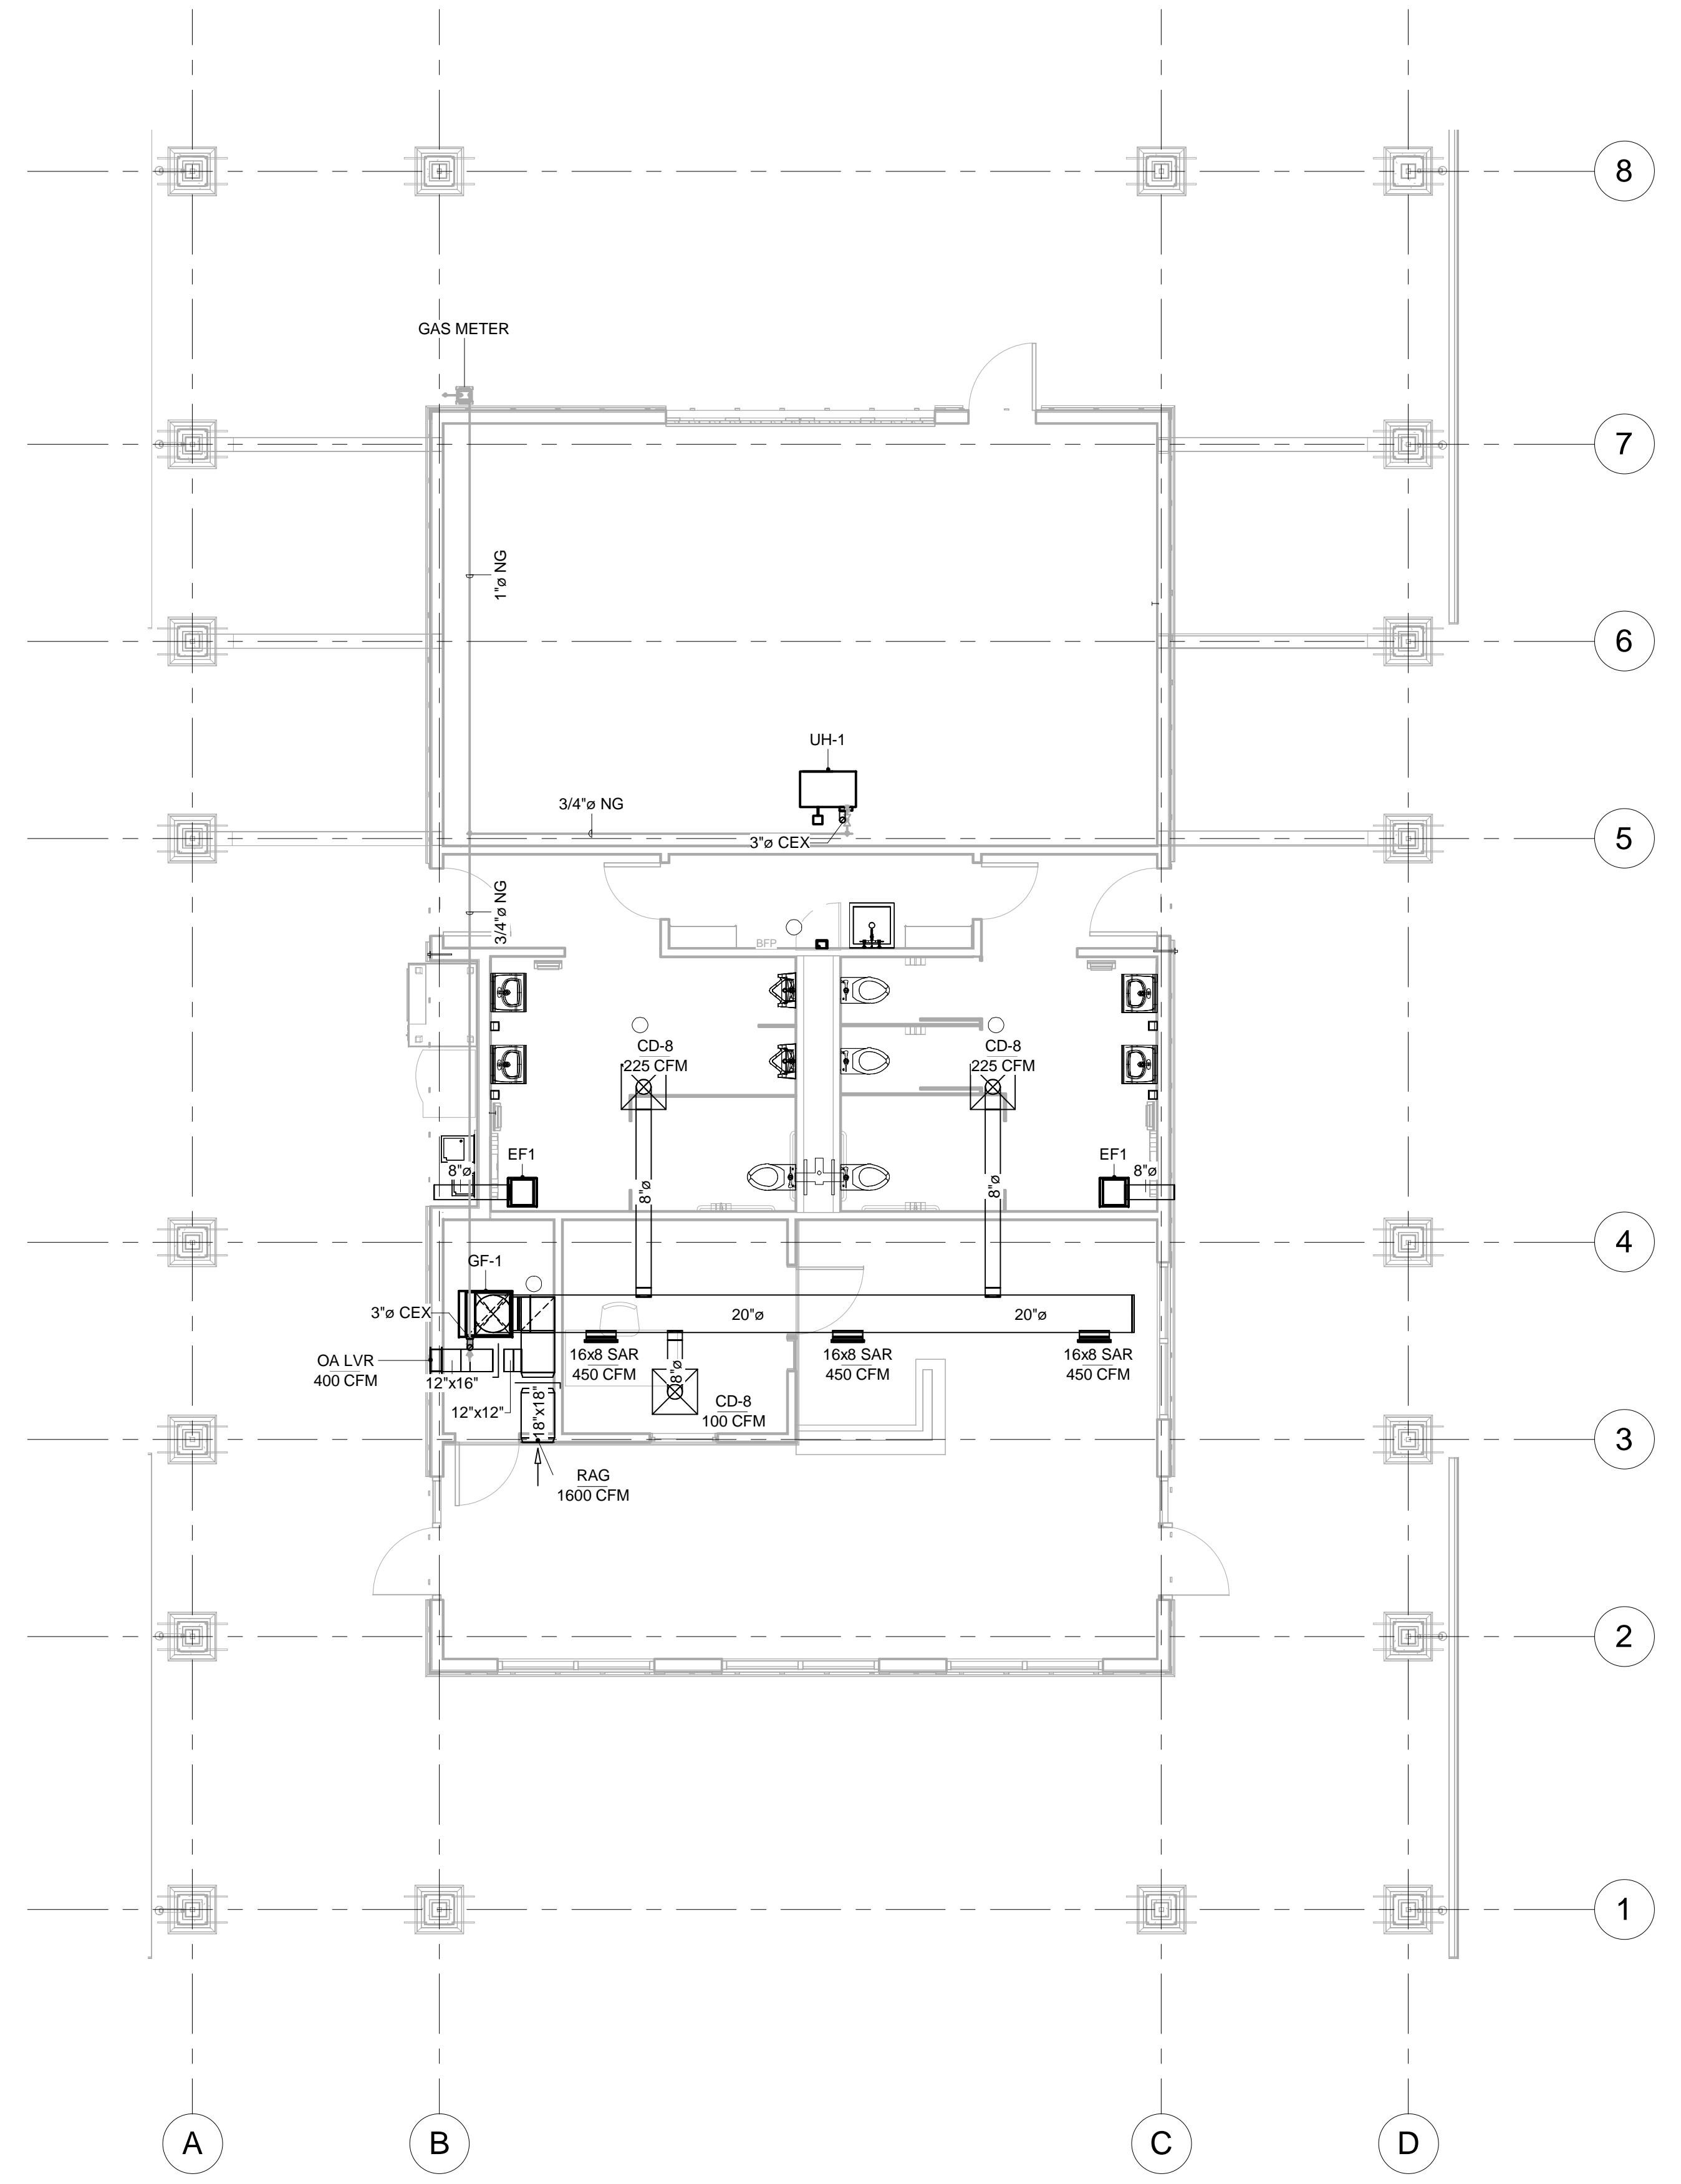 8
GAS METER
7
1"ø NG
6
UH-1
3/4"ø NG
3"ø CEX
5
3/4"ø NG
BFP
CD-8
225 CFM
CD-8
225 CFM
EF1
8"ø
EF1
8"ø
8"ø
8"ø
4
GF-1
3"ø CEX
20"ø
20"ø
OA LVR
400 CFM
12"x16"
12"x12"
18"x18"
16x8 SAR
450 CFM
8"ø
16x8 SAR
450 CFM
16x8 SAR
450 CFM
CD-8
100 CFM
3
RAG
1600 CFM
2
1
A
B
C
D